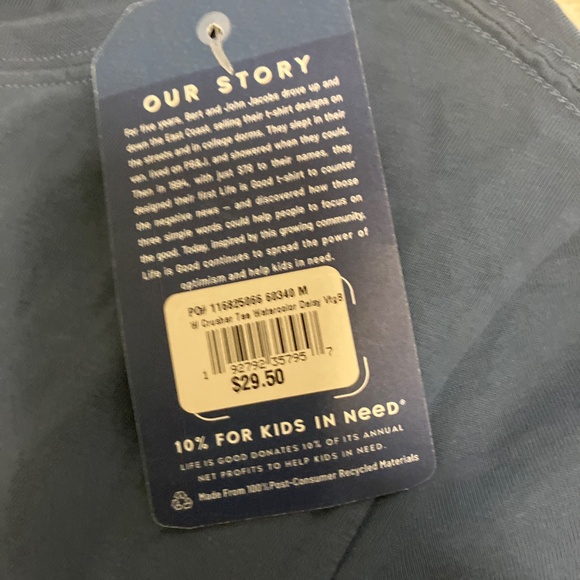 OUR STORY
For five years, Bert and John Jacobs drove up and
down the East Coast, selling their t-shirt designs on
the streets and in college dorms. They slept in their
van, lived on PB&J, and showered when they could.
Then in 1994, with just $78 to their names, they
designed their first Life is Good t-shirt to counter
the negative news – and discovered how those
three simple words could help people to focus on
the good. Today, inspired by this growing community,
Life is Good continues to spread the power of
optimism and help kids in need.
PO# 116825066 60340 M
W Crusher Tee Watercolor Daisy VtgB
1 92792 35795 7
$29.50
10% FOR KIDS IN NEED®
LIFE IS GOOD DONATES 10% OF ITS ANNUAL
NET PROFITS TO HELP KIDS IN NEED.
Made From 100% Post-Consumer Recycled Materials